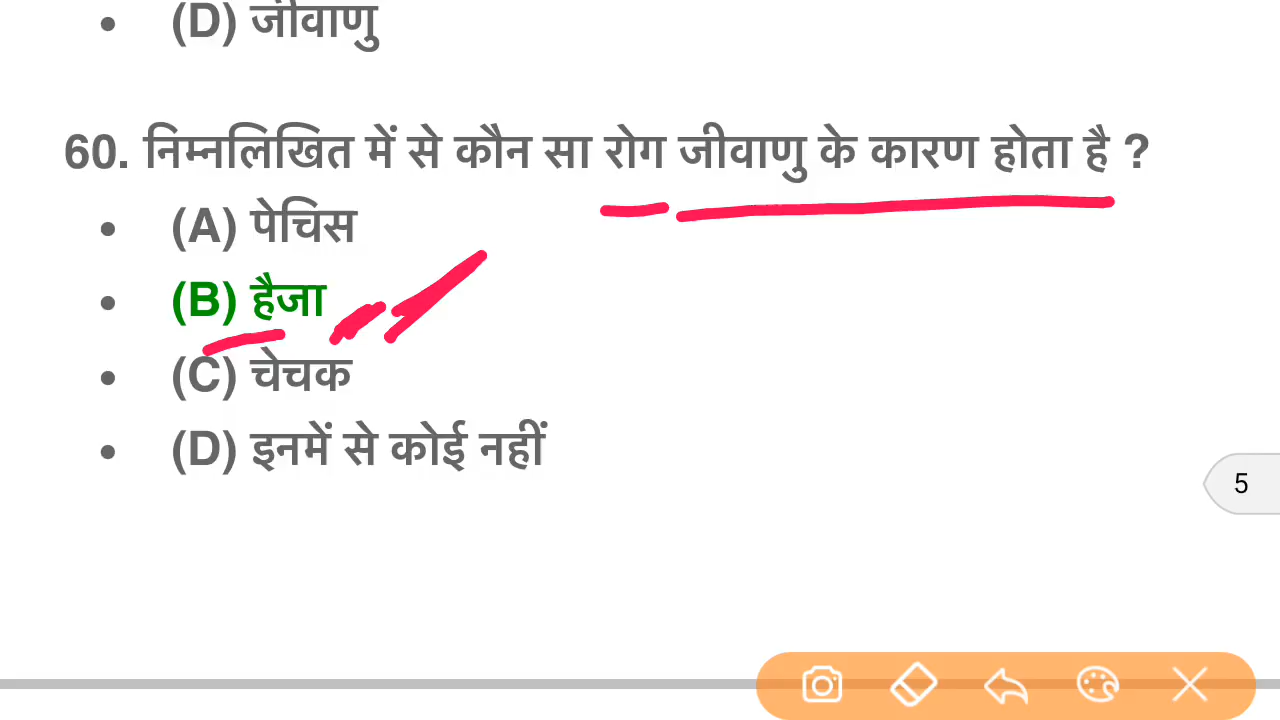 (D) जीवाणु
60. निम्नलिखित में से कौन सा रोग जीवाणु के कारण होता है ?
(A) पेचिस
(B) हैजा
(C) चेचक
(D) इनमें से कोई नहीं
5